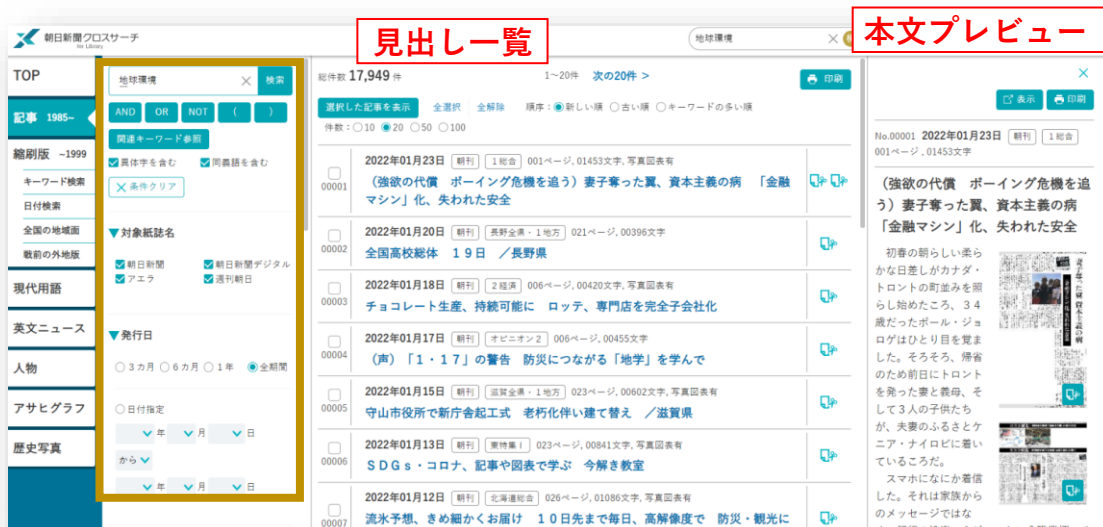 見出し一覧
本文プレビュー
朝日新聞クロスサーチ
for Library
地球環境
TOP
記事 1985~
縮刷版 ~1999
キーワード検索
日付検索
全国の地域面
戦前の外地版
現代用語
英文ニュース
人物
アサヒグラフ
歴史写真
地球環境 検索
AND OR NOT ( )
関連キーワード参照
異体字を含む 同義語を含む
条件クリア
▼対象紙誌名
朝日新聞 朝日新聞デジタル
アエラ 週刊朝日
▼発行日
3カ月 6カ月 1年 全期間
日付指定
年 月 日
から
年 月 日
総件数 17,949 件 1~20件 次の20件 > 印刷
選択した記事を表示 全選択 全解除 順序: 新しい順 古い順 キーワードの多い順
件数: 10 20 50 100
00001 2022年01月23日 朝刊 1総合 001ページ, 01453文字, 写真図表有
(強欲の代償 ボーイング危機を追う)妻子奪った翼、資本主義の病 「金融
マシン」化、失われた安全
00002 2022年01月20日 朝刊 長野全県・1地方 021ページ, 00396文字
全国高校総体 19日 /長野県
00003 2022年01月18日 朝刊 2経済 006ページ, 00420文字, 写真図表有
チョコレート生産、持続可能に ロッテ、専門店を完全子会社化
00004 2022年01月17日 朝刊 オピニオン2 006ページ, 00455文字
(声)「1・17」の警告 防災につながる「地学」を学んで
00005 2022年01月15日 朝刊 滋賀全県・1地方 023ページ, 00602文字, 写真図表有
守山市役所で新庁舎起工式 老朽化伴い建て替え /滋賀県
00006 2022年01月13日 朝刊 東特集I 023ページ, 00841文字, 写真図表有
SDGs・コロナ、記事や図表で学ぶ 今解き教室
00007 2022年01月12日 朝刊 北海道総合 026ページ, 01086文字, 写真図表有
流氷予想、きめ細かくお届け 10日先まで毎日、高解像度で 防災・観光に
表示 印刷
No.00001 2022年01月23日 朝刊 1総合
001ページ, 01453文字
(強欲の代償 ボーイング危機を追
う)妻子奪った翼、資本主義の病
「金融マシン」化、失われた安全
初春の朝らしい柔ら
かな日差しがカナダ・
トロントの町並みを照
らし始めたころ、34
歳だったポール・ジョ
ロゲはひとり目を覚ま
した。そろそろ、帰省
のため前日にトロント
を発った妻と義母、そ
して3人の子供たち
が、夫妻のふるさとケ
ニア・ナイロビに着い
ているころだ。
スマホになにか着信
した。それは家族から
のメッセージではな